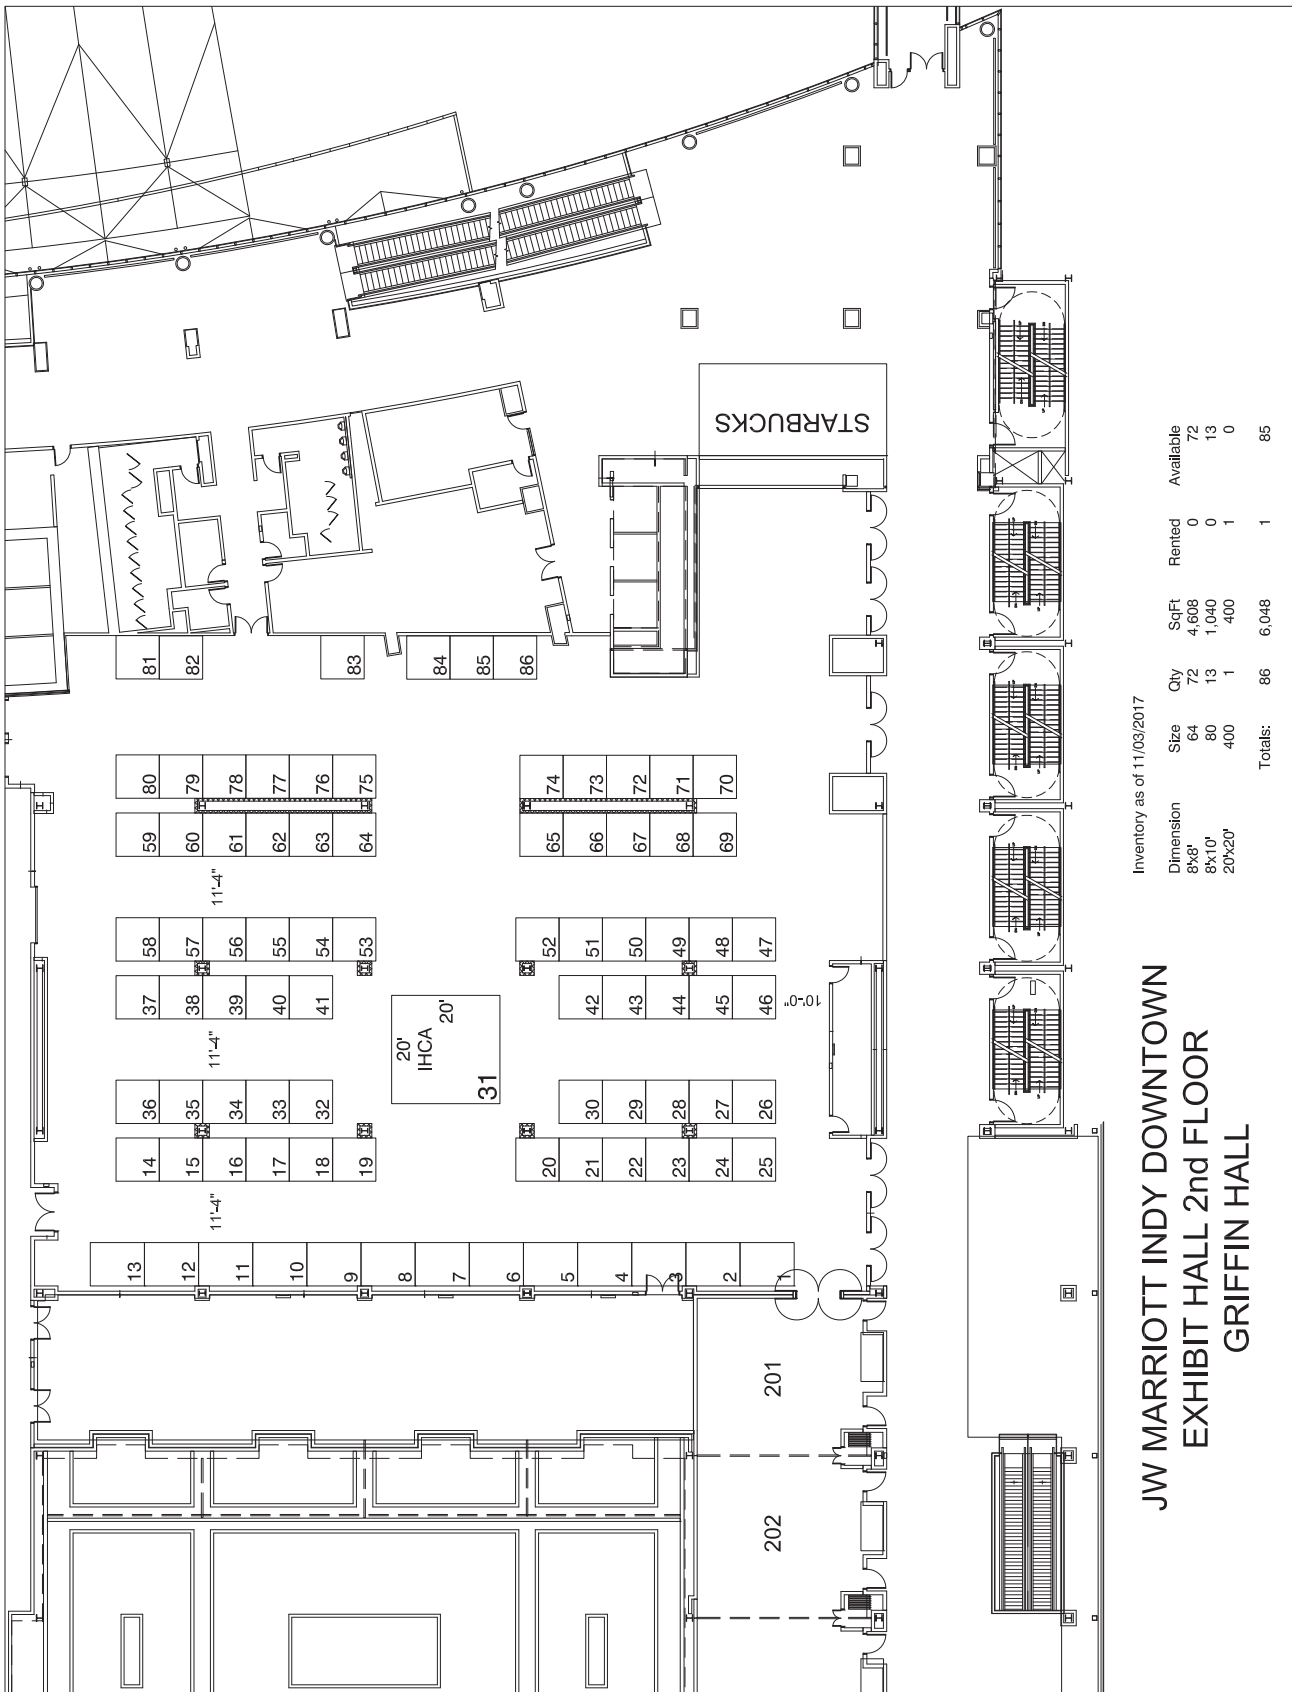 13 14 36 37 58 59 80 81
12 15 35 38 57 60 79 82
11'-4" 11'-4" 11'-4"
11 16 34 39 56 61 78
10 17 33 40 55 62 77
18 32 41 54 63 76
9 19 53 64 75 83
8 20'
IHCA
20' 84
7 31 85
6 86
20 52 65 74
5 21 30 42 51 66 73
4 22 29 43 50 67 72
3 23 28 44 49 68 71
2 24 27 45 48 69 70
1 25 26 46 47
202 201
10'-0"
STARBUCKS
JW MARRIOTT INDY DOWNTOWN
EXHIBIT HALL 2nd FLOOR
GRIFFIN HALL
Inventory as of 11/03/2017
Dimension Size Qty SqFt Rented Available
8'x8' 64 72 4,608 0 72
8'x10' 80 13 1,040 0 13
20'x20' 400 1 400 1 0
Totals: 86 6,048 1 85